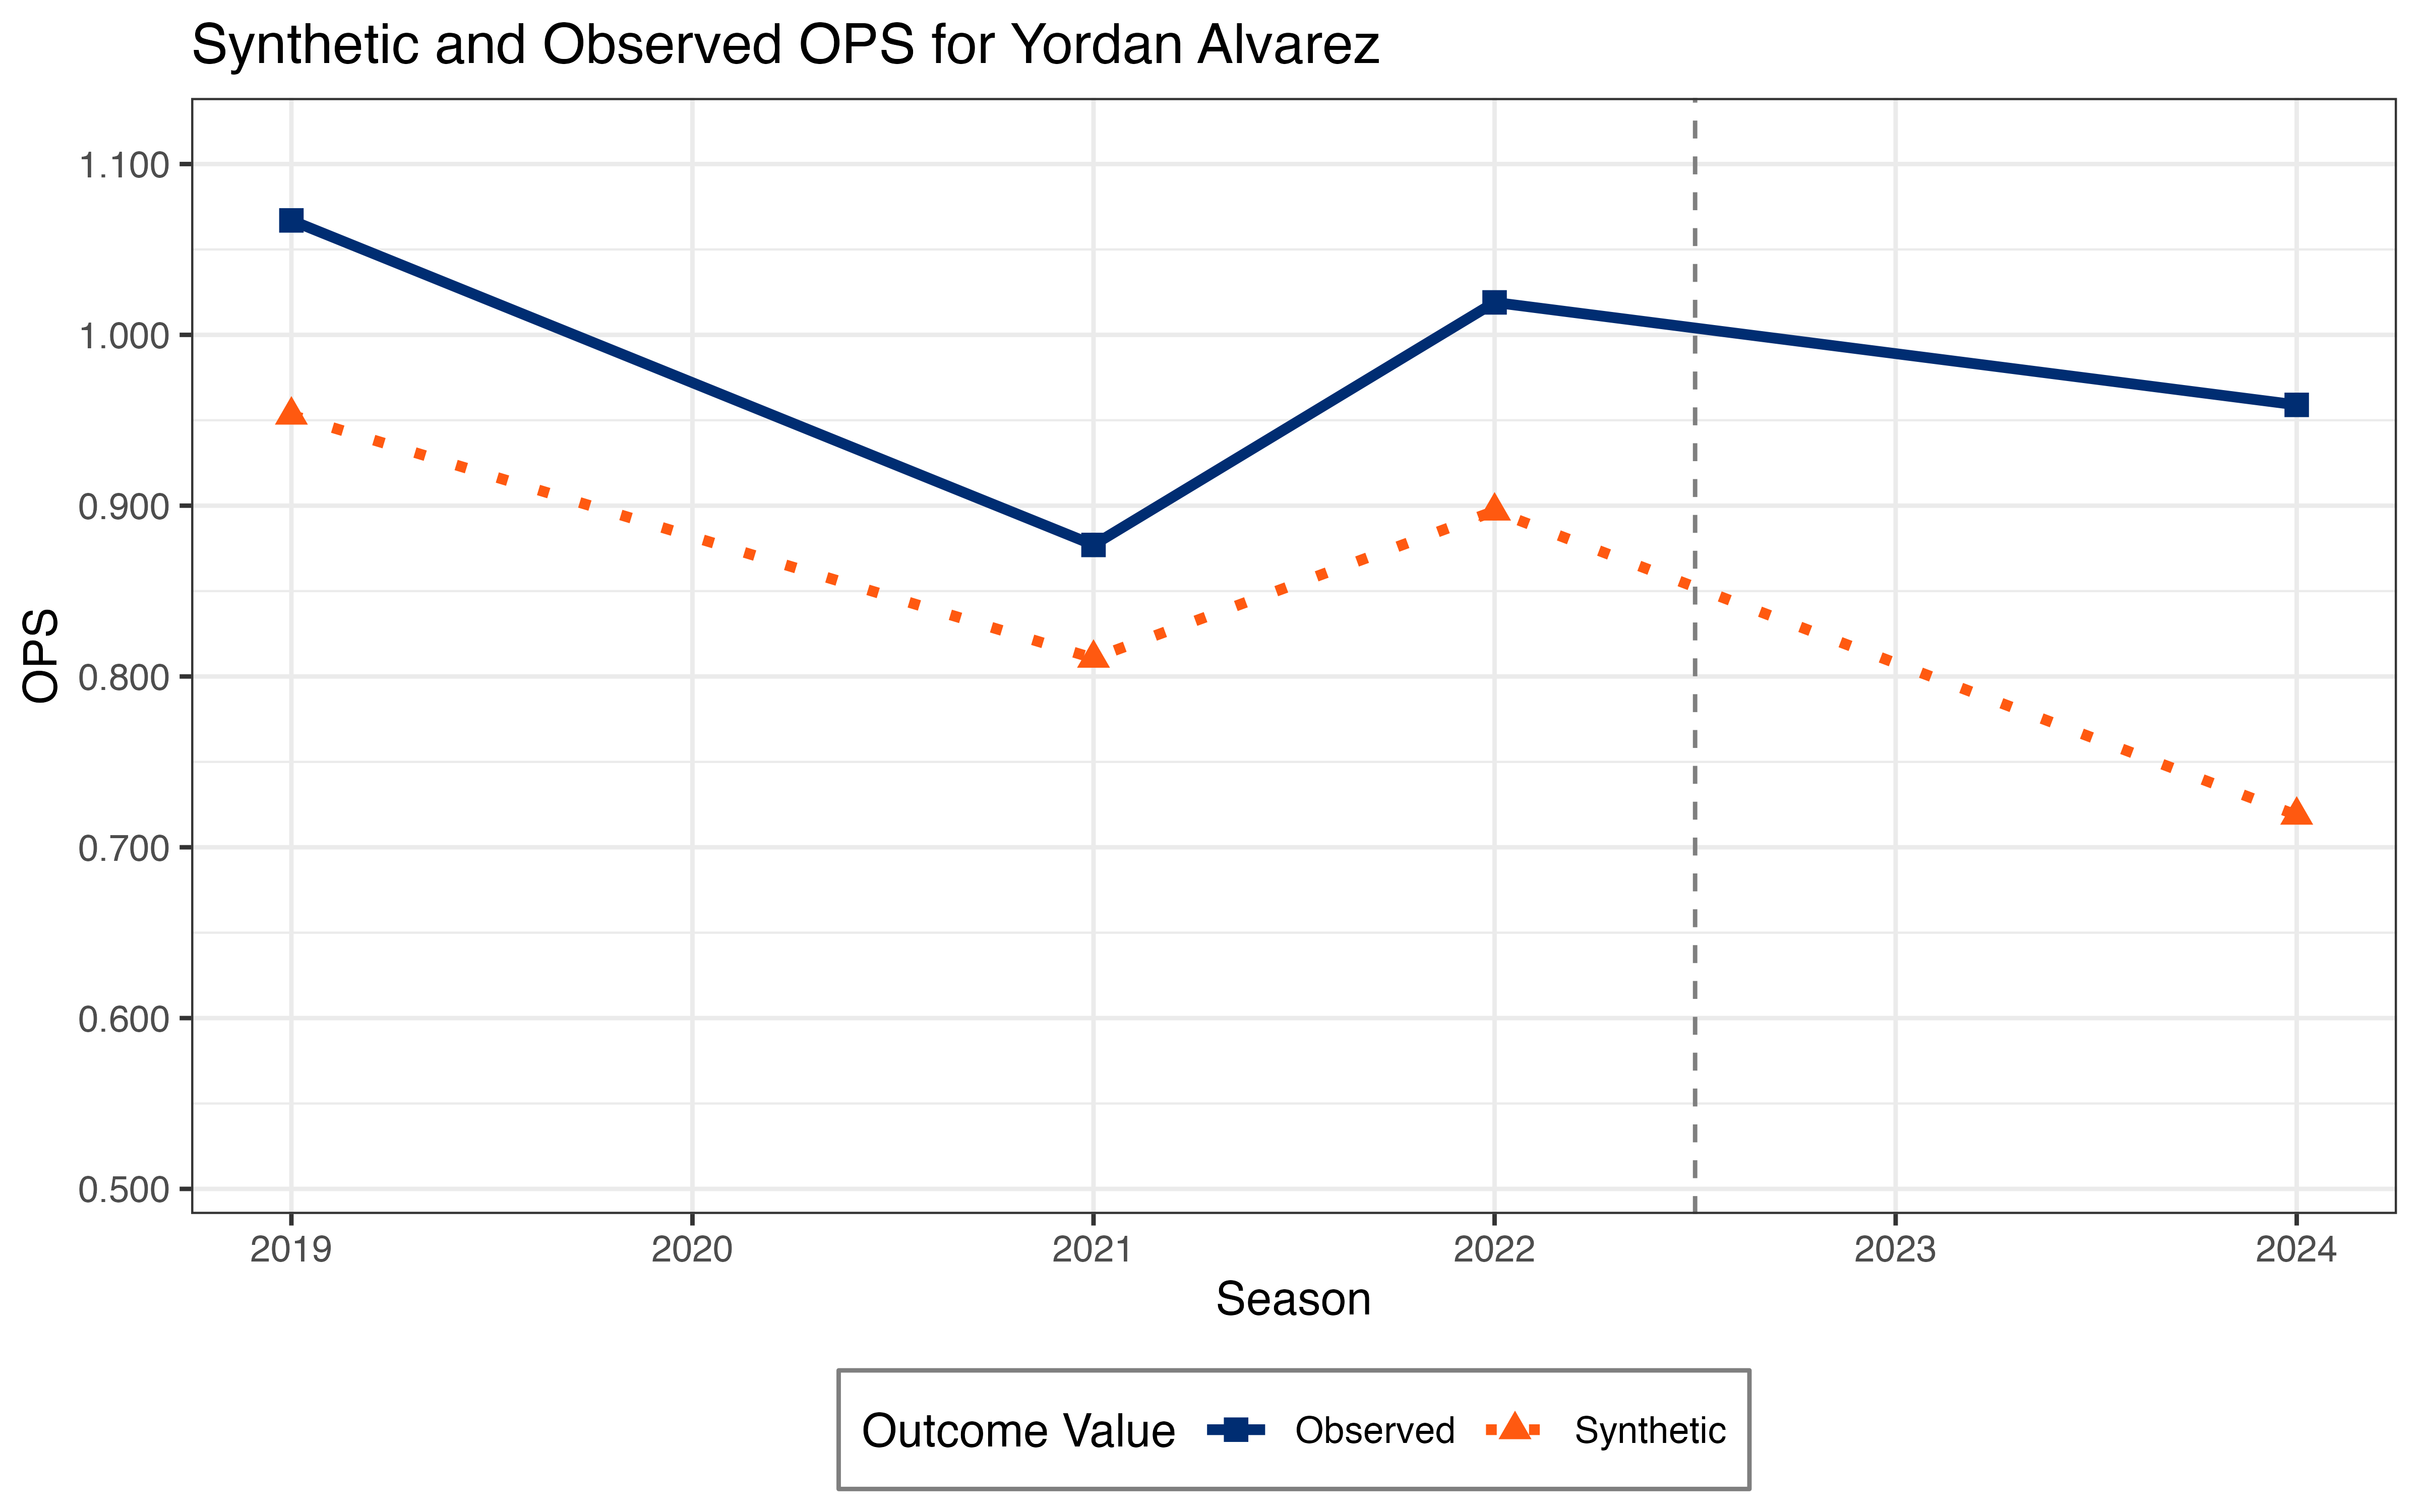 Synthetic and Observed OPS for Yordan Alvarez
1.100
1.000
0.900
0.800
0.700
0.600
0.500
OPS
2019 2020 2021 2022 2023 2024
Season
Outcome Value Observed Synthetic